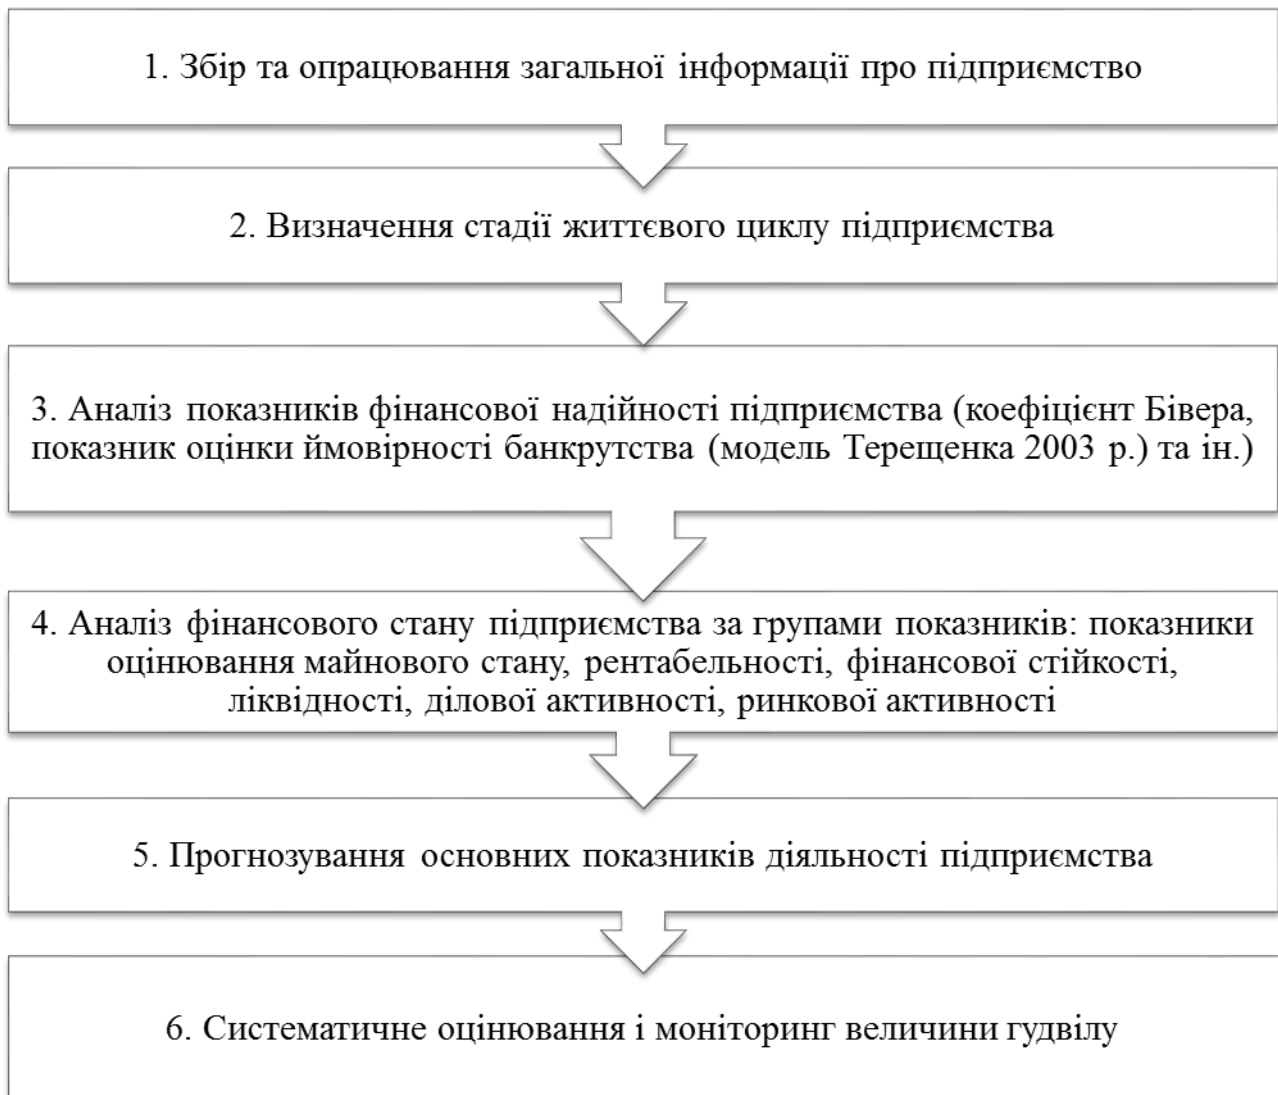 1. Збір та опрацювання загальної інформації про підприємство
2. Визначення стадії життєвого циклу підприємства
3. Аналіз показників фінансової надійності підприємства (коефіцієнт Бівера,
показник оцінки ймовірності банкрутства (модель Терещенка 2003 р.) та ін.)
4. Аналіз фінансового стану підприємства за групами показників: показники
оцінювання майнового стану, рентабельності, фінансової стійкості,
ліквідності, ділової активності, ринкової активності
5. Прогнозування основних показників діяльності підприємства
6. Систематичне оцінювання і моніторинг величини гудвілу